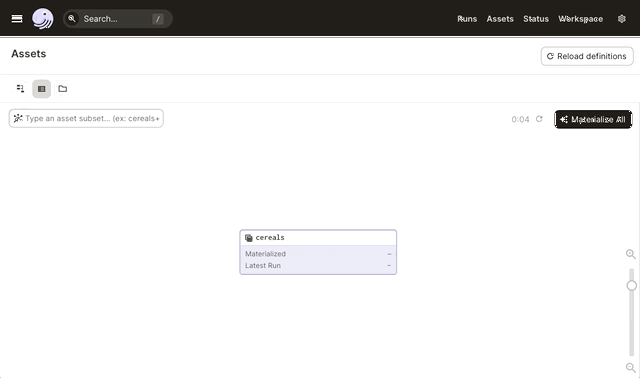 Search... /
Runs Assets Status Workspace
Assets
Reload definitions
Type an asset subset... (ex: cereals+
0:04
Materialize All
cereals
Materialized –
Latest Run –